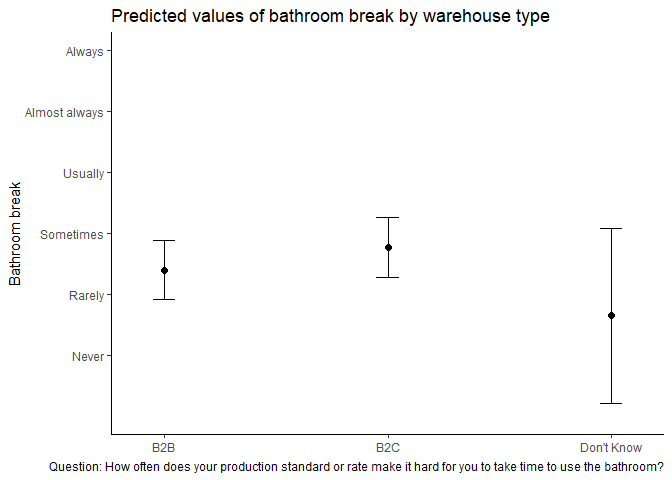 Predicted values of bathroom break by warehouse type
Always
Almost always
Usually
Sometimes
Rarely
Never
Bathroom break
B2B B2C Don't Know
Question: How often does your production standard or rate make it hard for you to take time to use the bathroom?